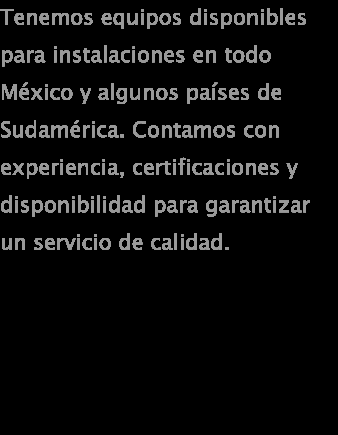 Tenemos equipos disponibles
para instalaciones en todo
México y algunos países de
Sudamérica. Contamos con
experiencia, certificaciones y
disponibilidad para garantizar
un servicio de calidad.